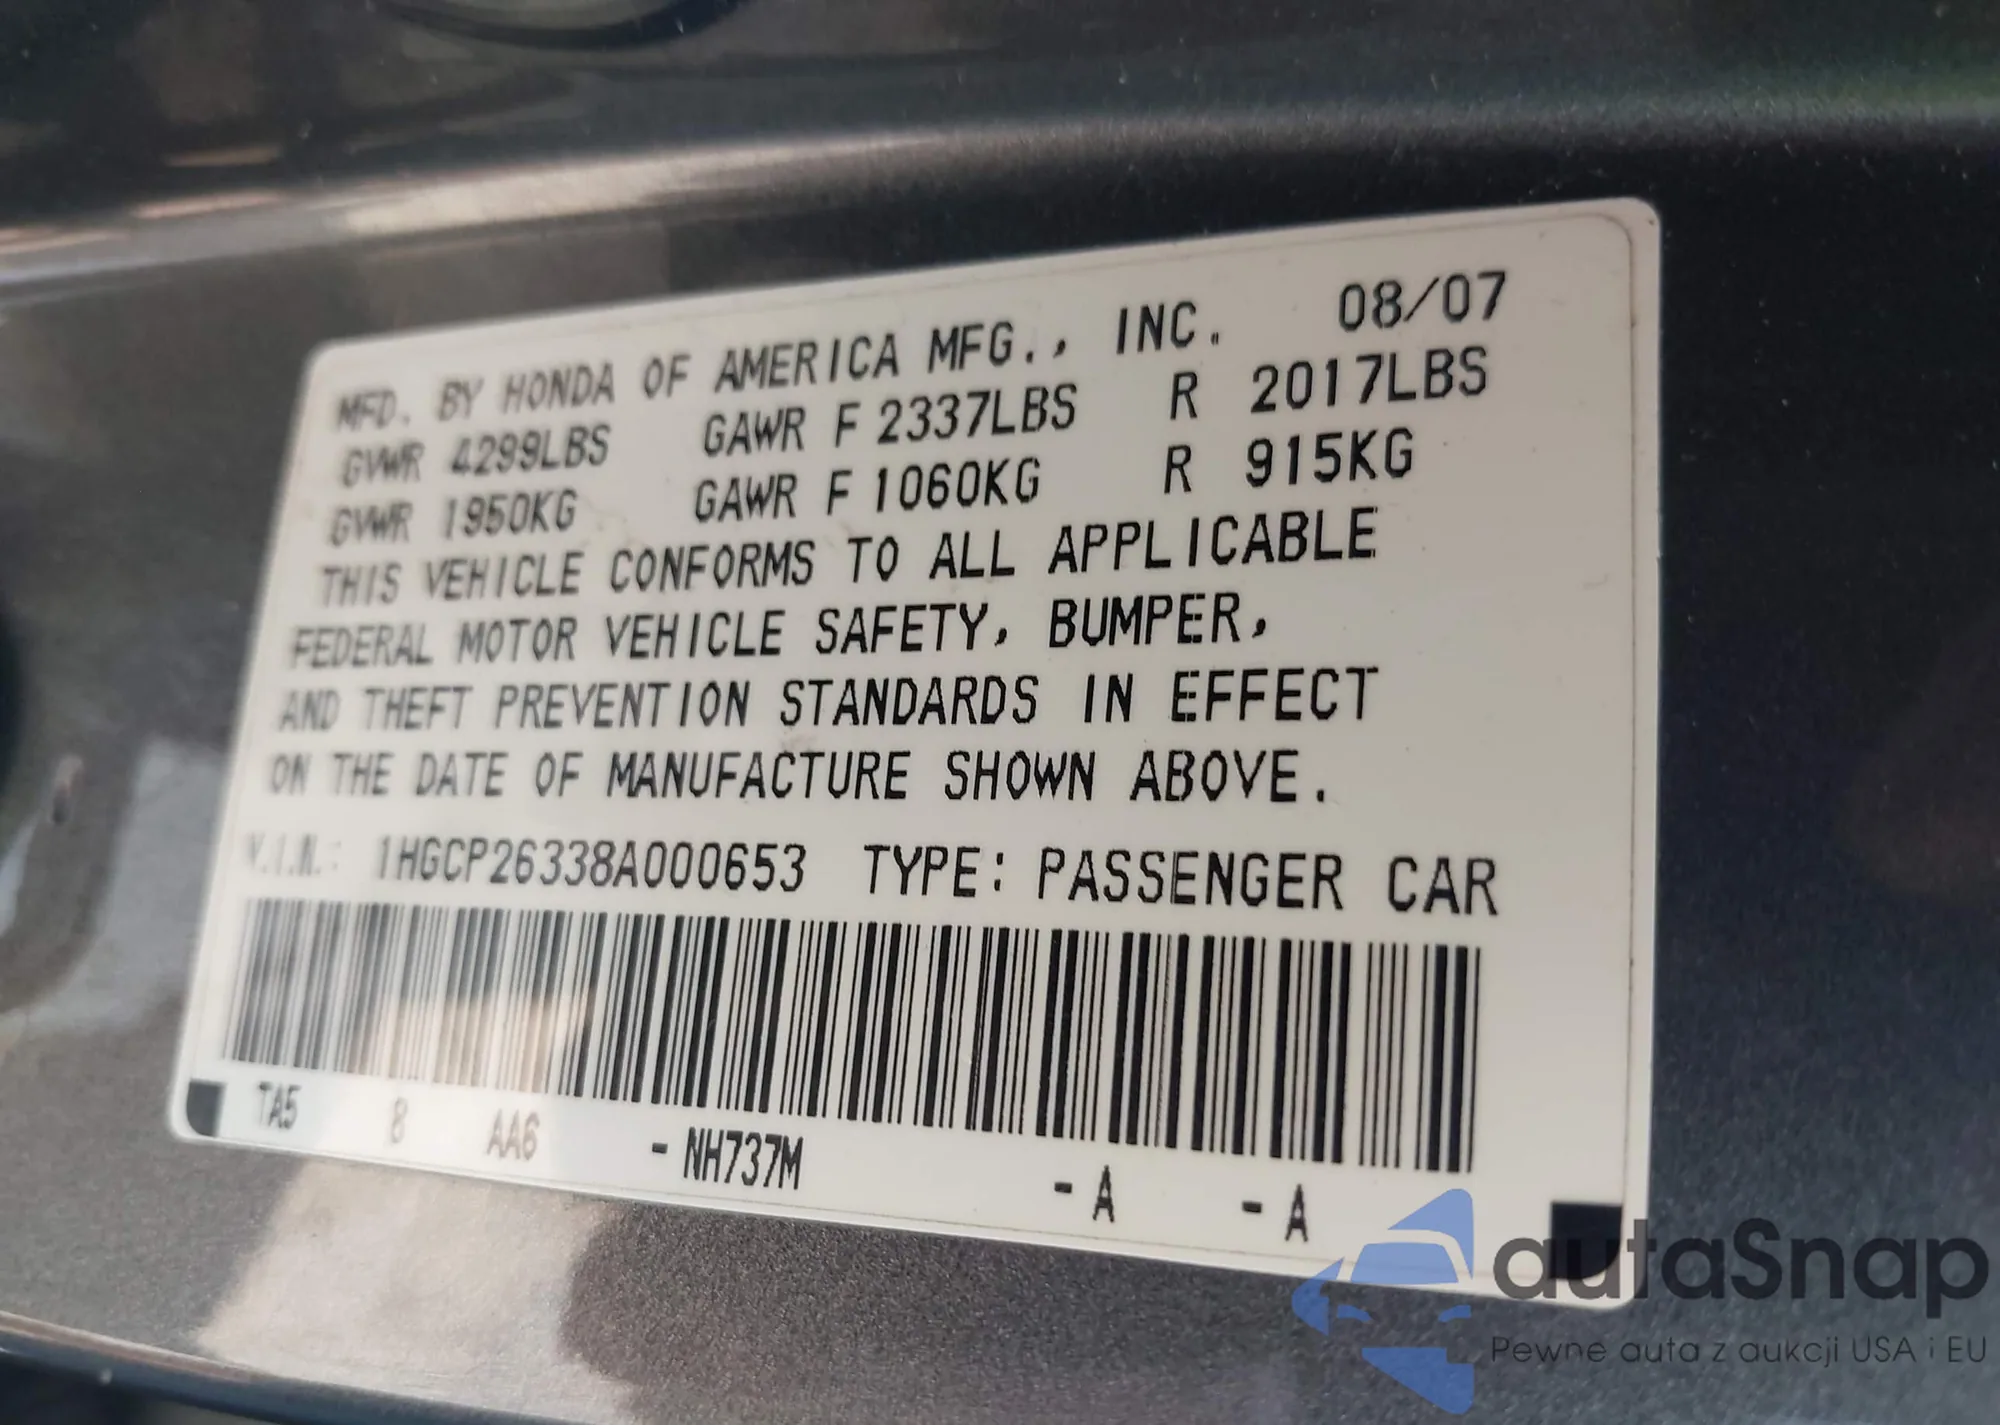 MFD. BY HONDA OF AMERICA MFG., INC. 08/07
GVWR 4299LBS GAWR F 2337LBS R 2017LBS
GVWR 1950KG GAWR F 1060KG R 915KG
THIS VEHICLE CONFORMS TO ALL APPLICABLE
FEDERAL MOTOR VEHICLE SAFETY, BUMPER,
AND THEFT PREVENTION STANDARDS IN EFFECT
ON THE DATE OF MANUFACTURE SHOWN ABOVE.
V.I.N.: 1HGCP26338A000653 TYPE: PASSENGER CAR
TA5 8 AA6 - NH737M - A - A
autaSnap
Pewne auta z aukcji USA i EU